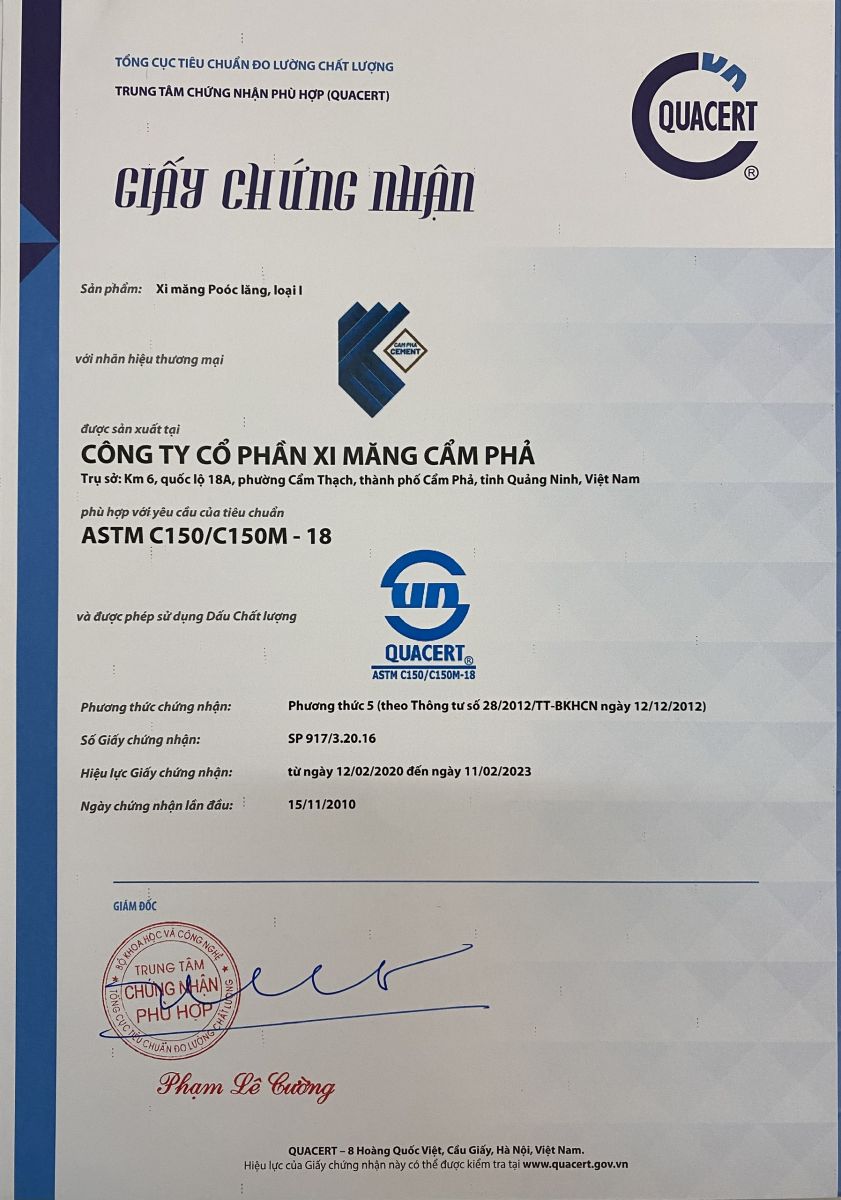 TỔNG CỤC TIÊU CHUẨN ĐO LƯỜNG CHẤT LƯỢNG
TRUNG TÂM CHỨNG NHẬN PHÙ HỢP (QUACERT)
QUACERT
®
GIẤY CHỨNG NHẬN
Sản phẩm: Xi măng Poóc lăng, loại I
với nhãn hiệu thương mại
CAM PHA
CEMENT
được sản xuất tại
CÔNG TY CỔ PHẦN XI MĂNG CẨM PHẢ
Trụ sở: Km 6, quốc lộ 18A, phường Cẩm Thạch, thành phố Cẩm Phả, tỉnh Quảng Ninh, Việt Nam
phù hợp với yêu cầu của tiêu chuẩn
ASTM C150/C150M - 18
và được phép sử dụng Dấu Chất lượng
QUACERT®
ASTM C150/C150M-18
Phương thức chứng nhận: Phương thức 5 (theo Thông tư số 28/2012/TT-BKHCN ngày 12/12/2012)
Số Giấy chứng nhận: SP 917/3.20.16
Hiệu lực Giấy chứng nhận: từ ngày 12/02/2020 đến ngày 11/02/2023
Ngày chứng nhận lần đầu: 15/11/2010
GIÁM ĐỐC
BỘ KHOA HỌC VÀ CÔNG NGHỆ
TRUNG TÂM
CHỨNG NHẬN
PHÙ HỢP
TỔNG CỤC TIÊU CHUẨN ĐO LƯỜNG CHẤT LƯỢNG
Phạm Lê Cường
QUACERT – 8 Hoàng Quốc Việt, Cầu Giấy, Hà Nội, Việt Nam.
Hiệu lực của Giấy chứng nhận này có thể được kiểm tra tại www.quacert.gov.vn